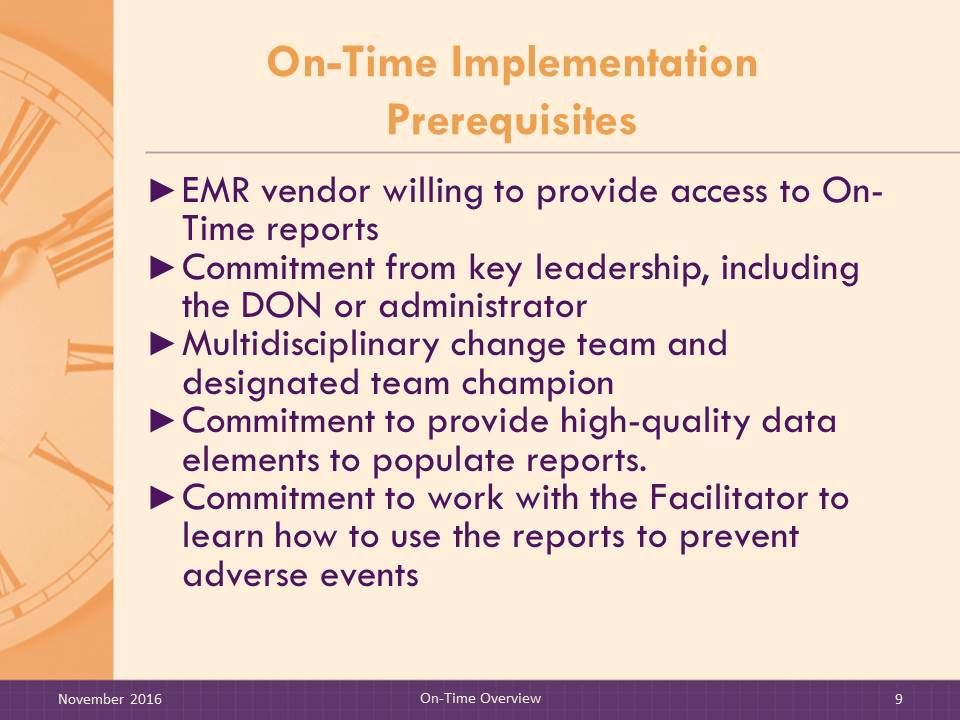 On-Time Implementation
Prerequisites
►EMR vendor willing to provide access to On-
Time reports
►Commitment from key leadership, including
the DON or administrator
►Multidisciplinary change team and
designated team champion
►Commitment to provide high-quality data
elements to populate reports.
►Commitment to work with the Facilitator to
learn how to use the reports to prevent
adverse events
November 2016
On-Time Overview
9